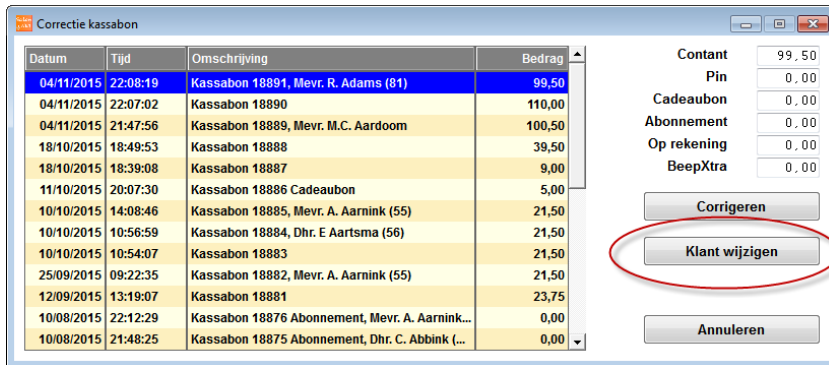 Correctie kassabon
Datum Tijd Omschrijving Bedrag
04/11/2015 22:08:19 Kassabon 18891, Mevr. R. Adams (81) 99,50
04/11/2015 22:07:02 Kassabon 18890 110,00
04/11/2015 21:47:56 Kassabon 18889, Mevr. M.C. Aardoom 100,50
18/10/2015 18:49:53 Kassabon 18888 39,50
18/10/2015 18:39:08 Kassabon 18887 9,00
11/10/2015 20:07:30 Kassabon 18886 Cadeaubon 5,00
10/10/2015 14:08:46 Kassabon 18885, Mevr. A. Aarnink (55) 21,50
10/10/2015 10:56:59 Kassabon 18884, Dhr. E Aartsma (56) 21,50
10/10/2015 10:54:07 Kassabon 18883 21,50
25/09/2015 09:22:35 Kassabon 18882, Mevr. A. Aarnink (55) 21,50
12/09/2015 13:19:07 Kassabon 18881 23,75
10/08/2015 22:12:29 Kassabon 18876 Abonnement, Mevr. A. Aarnink... 0,00
10/08/2015 21:48:25 Kassabon 18875 Abonnement, Dhr. C. Abbink (... 0,00
Contant 99,50
Pin 0,00
Cadeaubon 0,00
Abonnement 0,00
Op rekening 0,00
BeepXtra 0,00
Corrigeren
Klant wijzigen
Annuleren